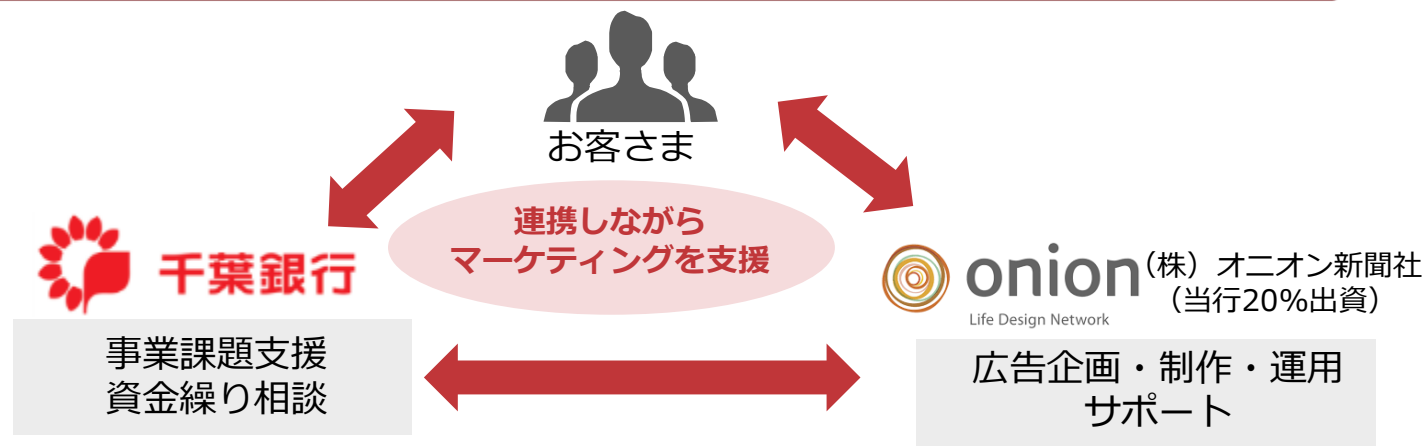 お客さま
連携しながら
マーケティングを支援
千葉銀行
onion
Life Design Network
(株) オニオン新聞社
(当行20%出資)
事業課題支援
資金繰り相談
広告企画・制作・運用
サポート